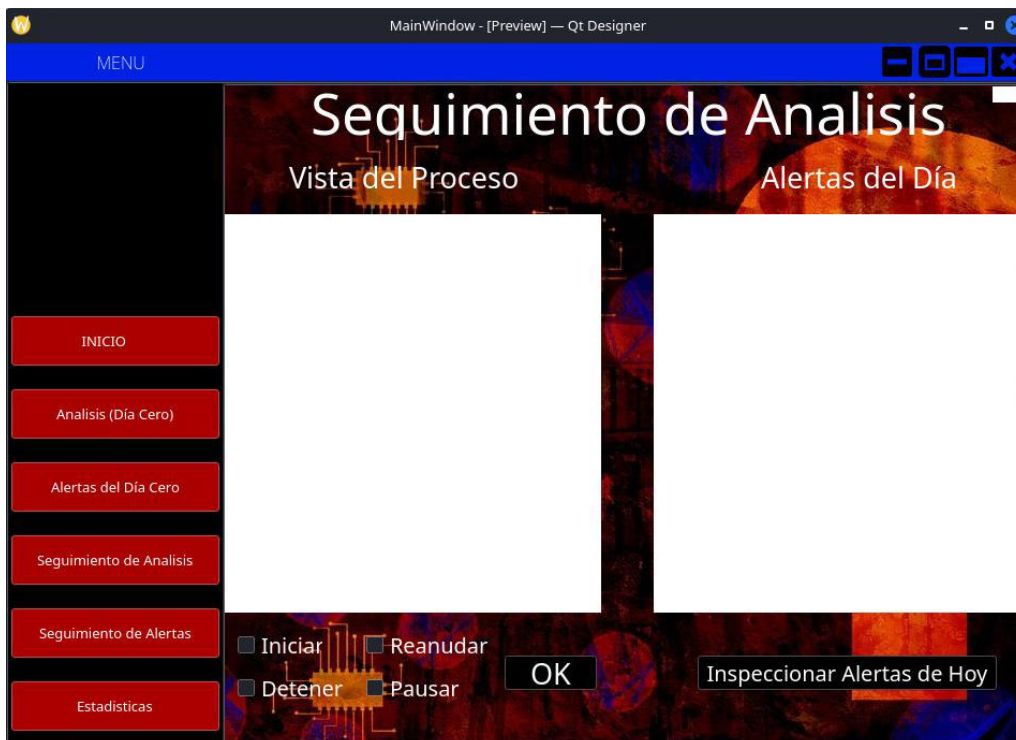 MainWindow - [Preview] — Qt Designer
MENU
Seguimiento de Analisis
Vista del Proceso
Alertas del Día
INICIO
Analisis (Día Cero)
Alertas del Día Cero
Seguimiento de Analisis
Seguimiento de Alertas
Estadisticas
Iniciar
Reanudar
Detener
Pausar
OK
Inspeccionar Alertas de Hoy